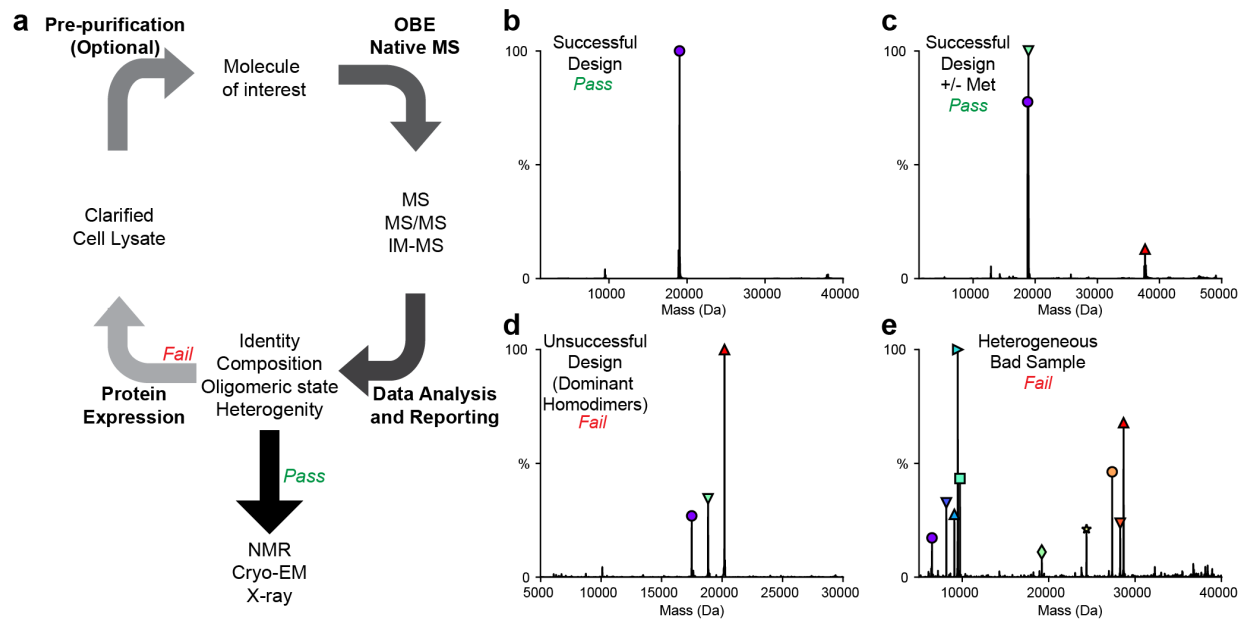 a
Pre-purification
(Optional)
OBE
Native MS
Molecule
of interest
MS
MS/MS
IM-MS
Clarified
Cell Lysate
Fail
Identity
Composition
Oligomeric state
Heterogenity
Protein
Expression
Data Analysis
and Reporting
Pass
NMR
Cryo-EM
X-ray
b
Successful
Design
Pass
100
%
0
10000 20000 30000 40000
Mass (Da)
c
Successful
Design
+/- Met
Pass
100
%
0
10000 20000 30000 40000 50000
Mass (Da)
d
Unsuccessful
Design
(Dominant
Homodimers)
Fail
100
%
0
5000 10000 15000 20000 25000 30000
Mass (Da)
e
Heterogeneous
Bad Sample
Fail
100
%
0
10000 20000 30000 40000
Mass (Da)